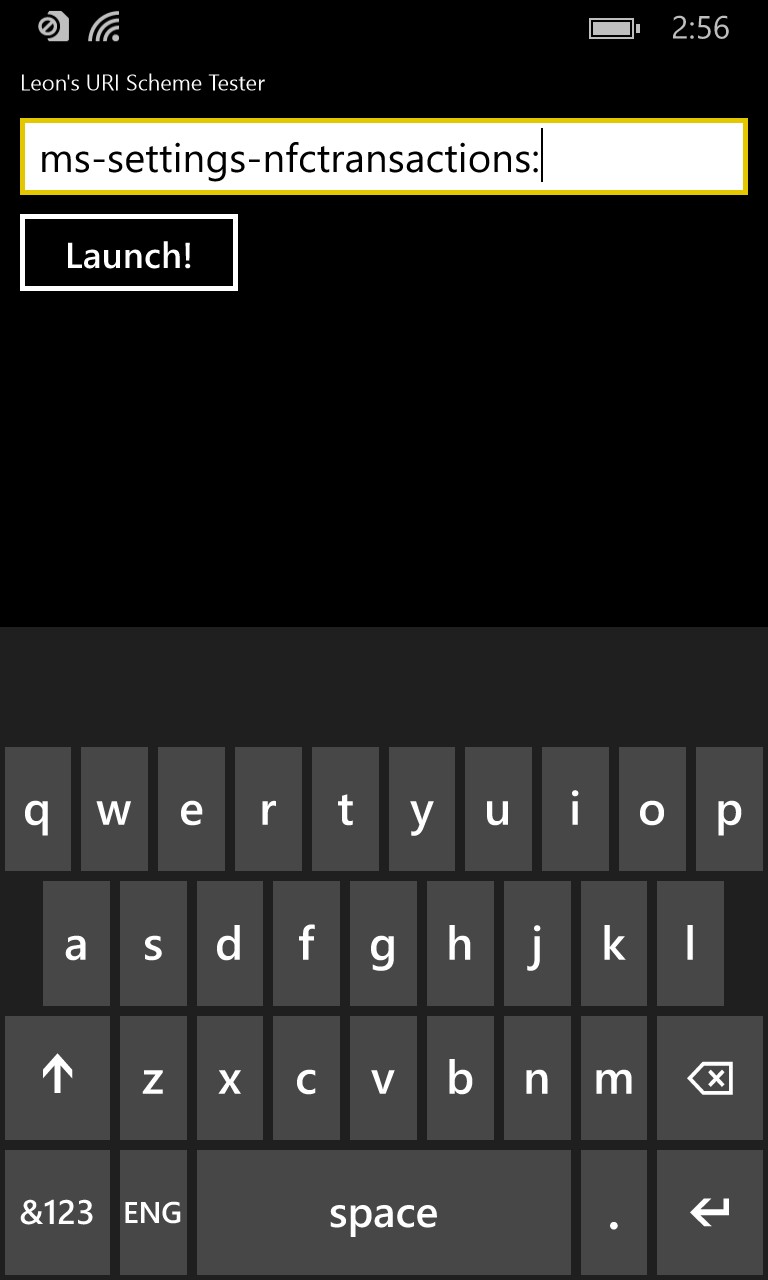 2:56
Leon's URI Scheme Tester
ms-settings-nfctransactions:
Launch!
q w e r t y u i o p
a s d f g h j k l
z x c v b n m
&123 ENG space .